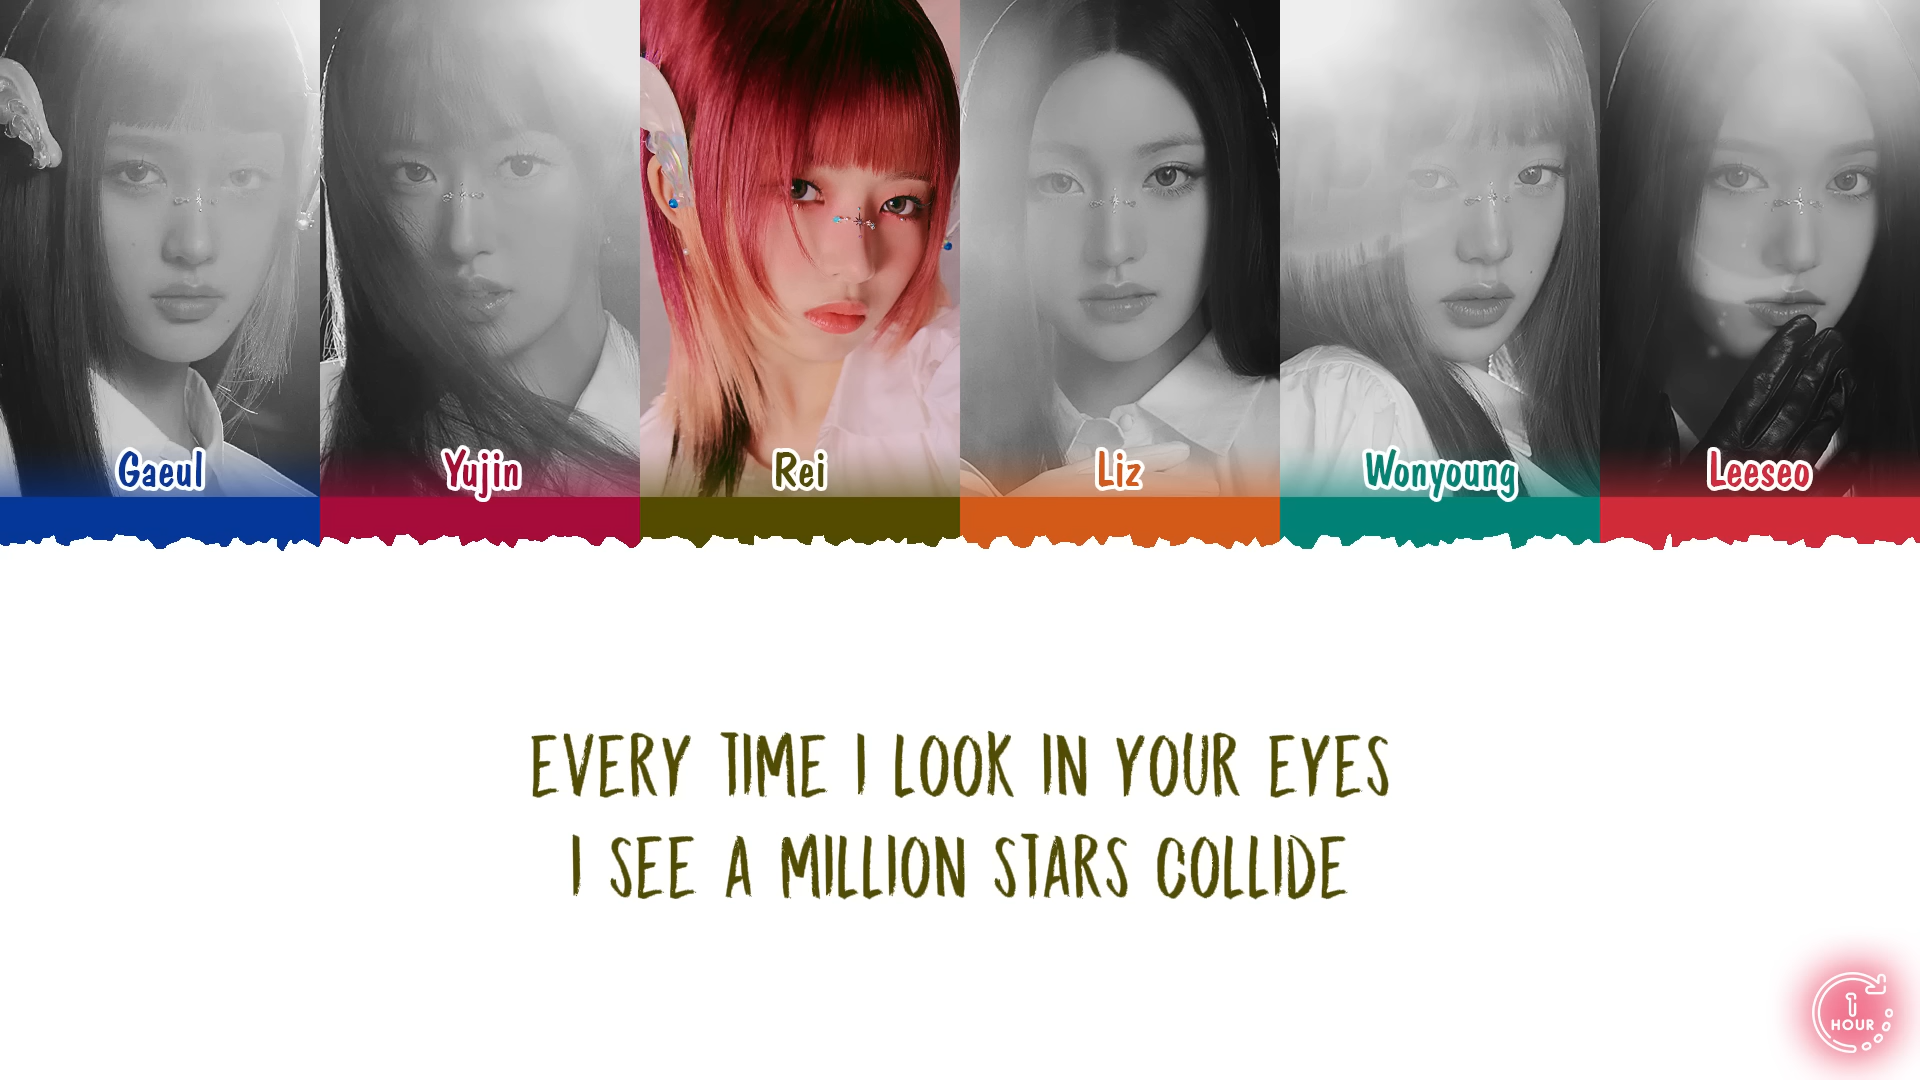 Gaeul
Yujin
Rei
Liz
Wonyoung
Leeseo
EVERY TIME I LOOK IN YOUR EYES
I SEE A MILLION STARS COLLIDE
1
HOUR